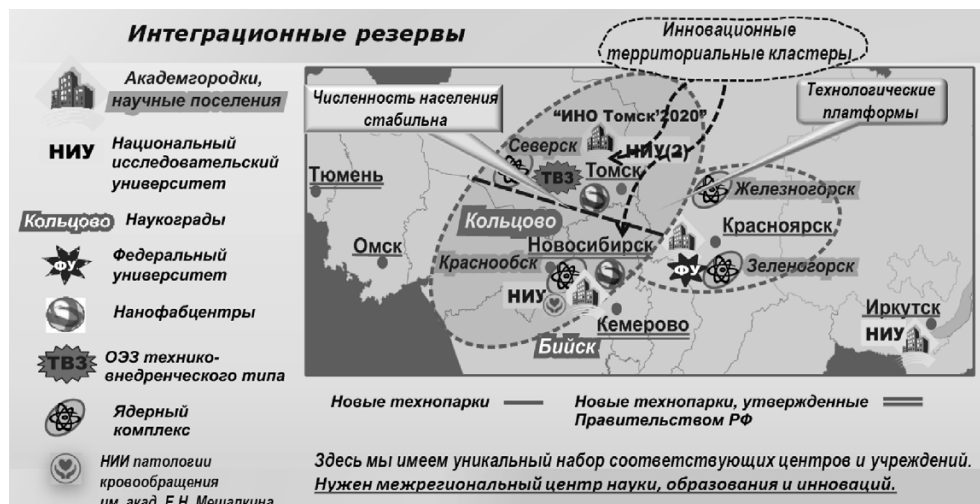 Интеграционные резервы
Инновационные
территориальные кластеры
Академгородки,
научные поселения
НИУ
Национальный
исследовательский
университет
Кольцово
Наукограды
ФУ
Федеральный
университет
Нанофабцентры
ТВЗ
ОЭЗ технико-
внедренческого типа
Ядерный
комплекс
НИИ патологии
кровообращения
им. акад. Е.Н. Мешалкина
Численность населения
стабильна
Технологические
платформы
"ИНО Томск'2020"
Северск
НИУ(2)
ТВЗ
Томск
Тюмень
Железногорск
Кольцово
Красноярск
Омск
Новосибирск
Краснообск
ФУ
Зеленогорск
НИУ
Кемерово
Иркутск
НИУ
Бийск
Новые технопарки
Новые технопарки, утвержденные
Правительством РФ
Здесь мы имеем уникальный набор соответствующих центров и учреждений.
Нужен межрегиональный центр науки, образования и инноваций.